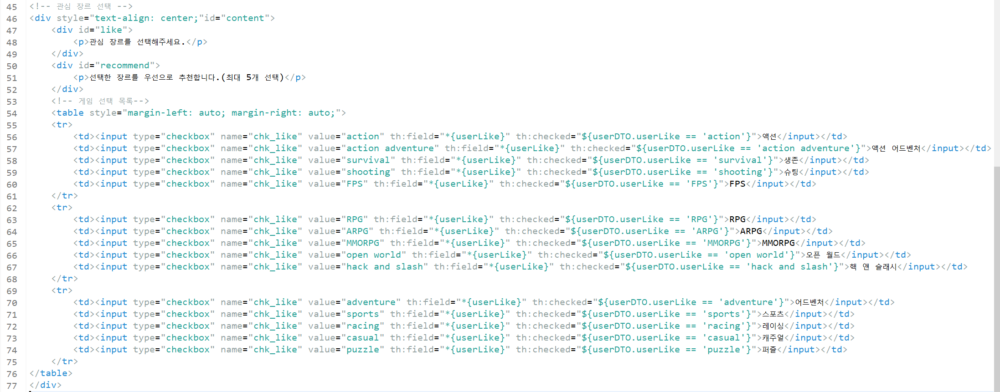 45 <!-- 관심 장르 선택 -->
46 <div style="text-align: center;"id="content">
47     <div id="like">
48         <p>관심 장르를 선택해주세요.</p>
49     </div>
50     <div id="recommend">
51         <p>선택한 장르를 우선으로 추천합니다.(최대 5개 선택)</p>
52     </div>
53     <!-- 게임 선택 목록-->
54     <table style="margin-left: auto; margin-right: auto;">
55     <tr>
56         <td><input type="checkbox" name="chk_like" value="action" th:field="*{userLike}" th:checked="${userDTO.userLike == 'action'}">액션</input></td>
57         <td><input type="checkbox" name="chk_like" value="action adventure" th:field="*{userLike}" th:checked="${userDTO.userLike == 'action adventure'}">액션 어드벤처</input></td>
58         <td><input type="checkbox" name="chk_like" value="survival" th:field="*{userLike}" th:checked="${userDTO.userLike == 'survival'}">생존</input></td>
59         <td><input type="checkbox" name="chk_like" value="shooting" th:field="*{userLike}" th:checked="${userDTO.userLike == 'shooting'}">슈팅</input></td>
60         <td><input type="checkbox" name="chk_like" value="FPS" th:field="*{userLike}" th:checked="${userDTO.userLike == 'FPS'}">FPS</input></td>
61     </tr>
62     <tr>
63         <td><input type="checkbox" name="chk_like" value="RPG" th:field="*{userLike}" th:checked="${userDTO.userLike == 'RPG'}">RPG</input></td>
64         <td><input type="checkbox" name="chk_like" value="ARPG" th:field="*{userLike}" th:checked="${userDTO.userLike == 'ARPG'}">ARPG</input></td>
65         <td><input type="checkbox" name="chk_like" value="MMORPG" th:field="*{userLike}" th:checked="${userDTO.userLike == 'MMORPG'}">MMORPG</input></td>
66         <td><input type="checkbox" name="chk_like" value="open world" th:field="*{userLike}" th:checked="${userDTO.userLike == 'open world'}">오픈 월드</input></td>
67         <td><input type="checkbox" name="chk_like" value="hack and slash" th:field="*{userLike}" th:checked="${userDTO.userLike == 'hack and slash'}">핵 앤 슬래시</input></td>
68     </tr>
69     <tr>
70         <td><input type="checkbox" name="chk_like" value="adventure" th:field="*{userLike}" th:checked="${userDTO.userLike == 'adventure'}">어드벤처</input></td>
71         <td><input type="checkbox" name="chk_like" value="sports" th:field="*{userLike}" th:checked="${userDTO.userLike == 'sports'}">스포츠</input></td>
72         <td><input type="checkbox" name="chk_like" value="racing" th:field="*{userLike}" th:checked="${userDTO.userLike == 'racing'}">레이싱</input></td>
73         <td><input type="checkbox" name="chk_like" value="casual" th:field="*{userLike}" th:checked="${userDTO.userLike == 'casual'}">캐주얼</input></td>
74         <td><input type="checkbox" name="chk_like" value="puzzle" th:field="*{userLike}" th:checked="${userDTO.userLike == 'puzzle'}">퍼즐</input></td>
75     </tr>
76 </table>
77 </div>